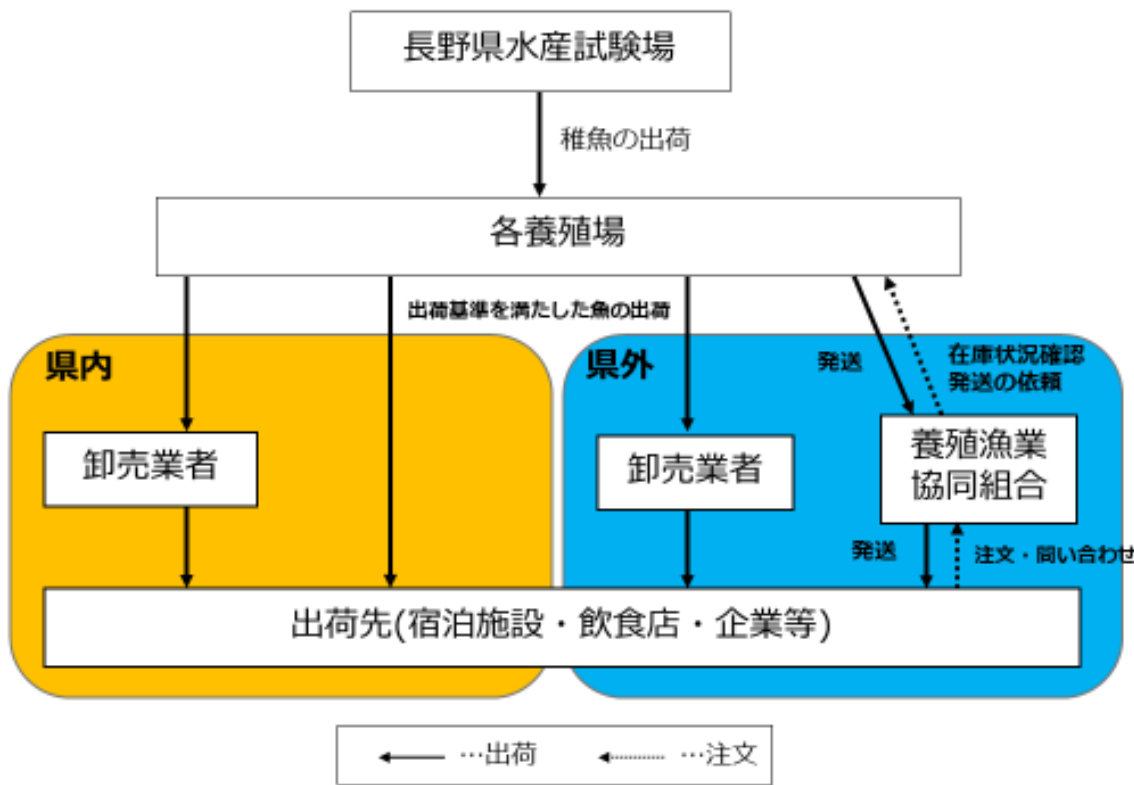 長野県水産試験場
稚魚の出荷
各養殖場
出荷基準を満たした魚の出荷
県内
県外
発送
在庫状況確認
発送の依頼
卸売業者
卸売業者
養殖漁業
協同組合
発送
注文・問い合わせ
出荷先(宿泊施設・飲食店・企業等)
…出荷
…注文